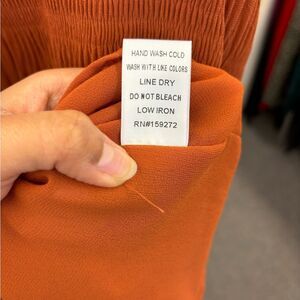 HAND WASH COLD
WASH WITH LIKE COLORS
LINE DRY
DO NOT BLEACH
LOW IRON
RN#159272